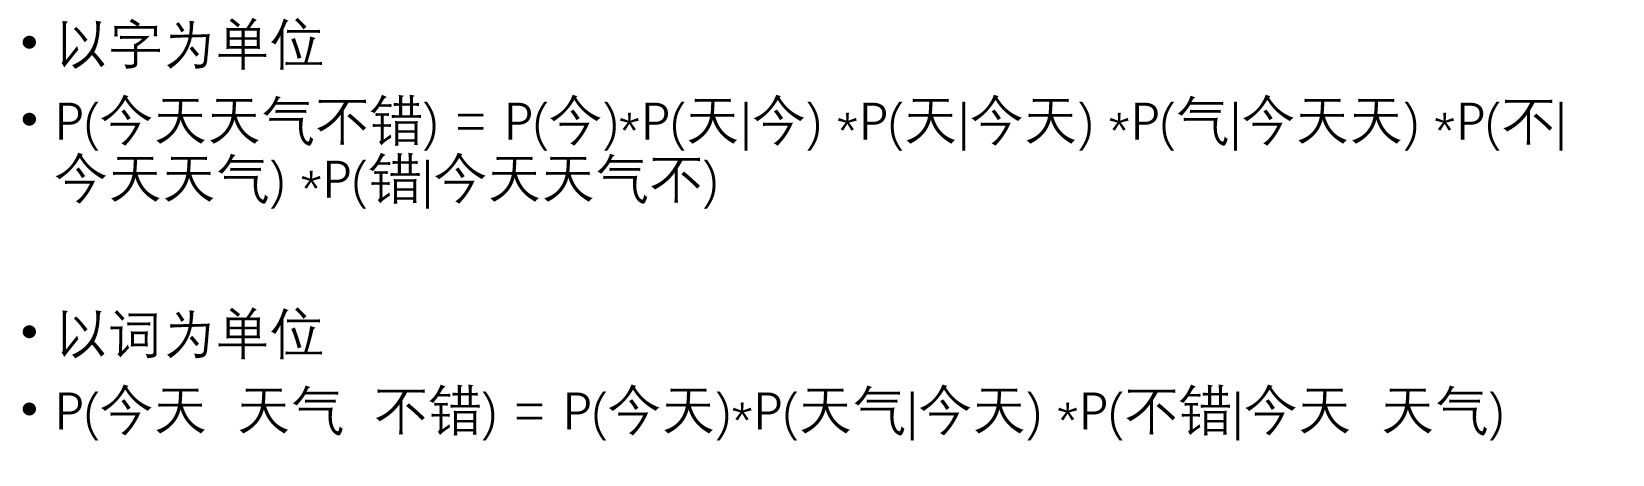 • 以字为单位
• P(今天天气不错) = P(今)*P(天|今) *P(天|今天) *P(气|今天天) *P(不|
今天天气) *P(错|今天天气不)
• 以词为单位
• P(今天  天气  不错) = P(今天)*P(天气|今天) *P(不错|今天  天气)